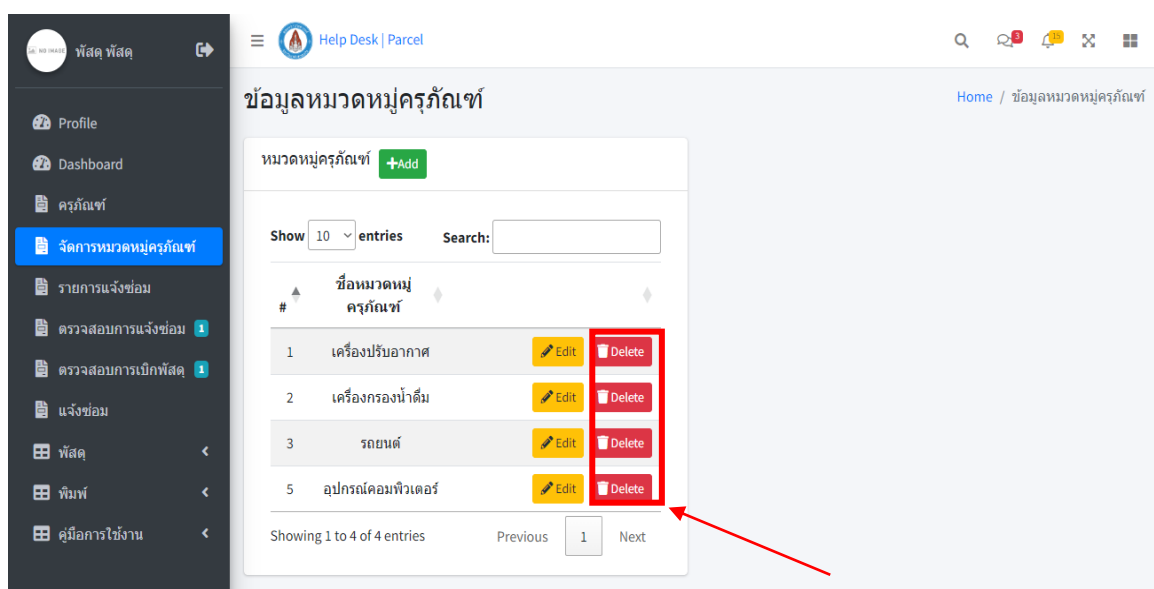 NO IMAGE
พัสดุ พัสดุ
Help Desk | Parcel
3
15
ข้อมูลหมวดหมู่ครุภัณฑ์
Home / ข้อมูลหมวดหมู่ครุภัณฑ์
Profile
Dashboard
ครุภัณฑ์
จัดการหมวดหมู่ครุภัณฑ์
รายการแจ้งซ่อม
ตรวจสอบการแจ้งซ่อม 1
ตรวจสอบการเบิกพัสดุ 1
แจ้งซ่อม
พัสดุ
พิมพ์
คู่มือการใช้งาน
หมวดหมู่ครุภัณฑ์ +Add
Show 10 entries Search:
# ชื่อหมวดหมู่
ครุภัณฑ์
1 เครื่องปรับอากาศ Edit Delete
2 เครื่องกรองน้ำดื่ม Edit Delete
3 รถยนต์ Edit Delete
5 อุปกรณ์คอมพิวเตอร์ Edit Delete
Showing 1 to 4 of 4 entries Previous 1 Next